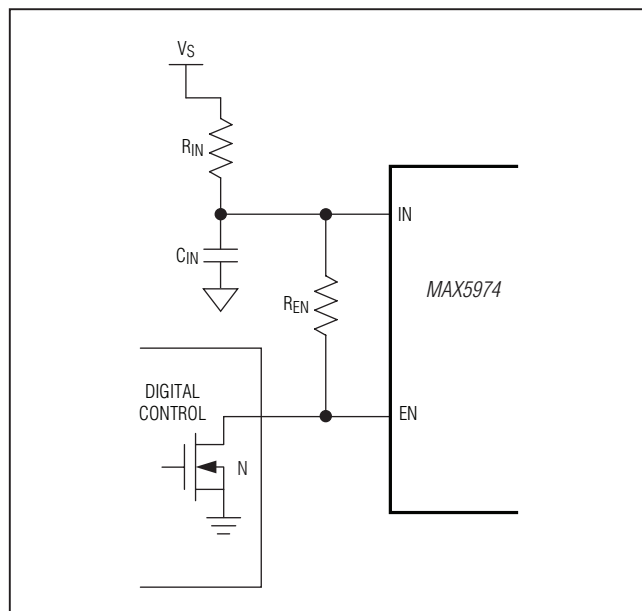 VS
RIN
IN
CIN
MAX5974
REN
DIGITAL
CONTROL
EN
N